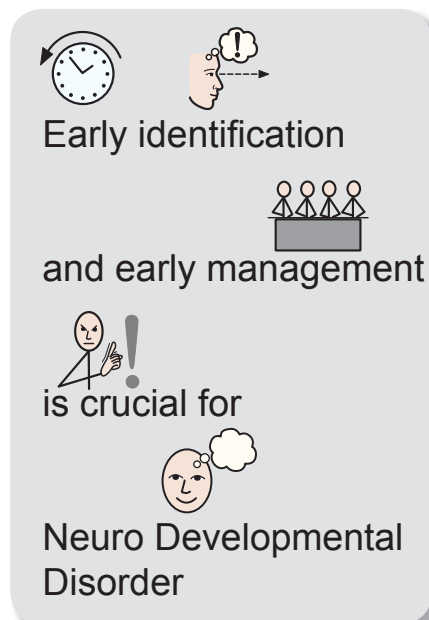 Early identification
and early management
is crucial for
Neuro Developmental
Disorder